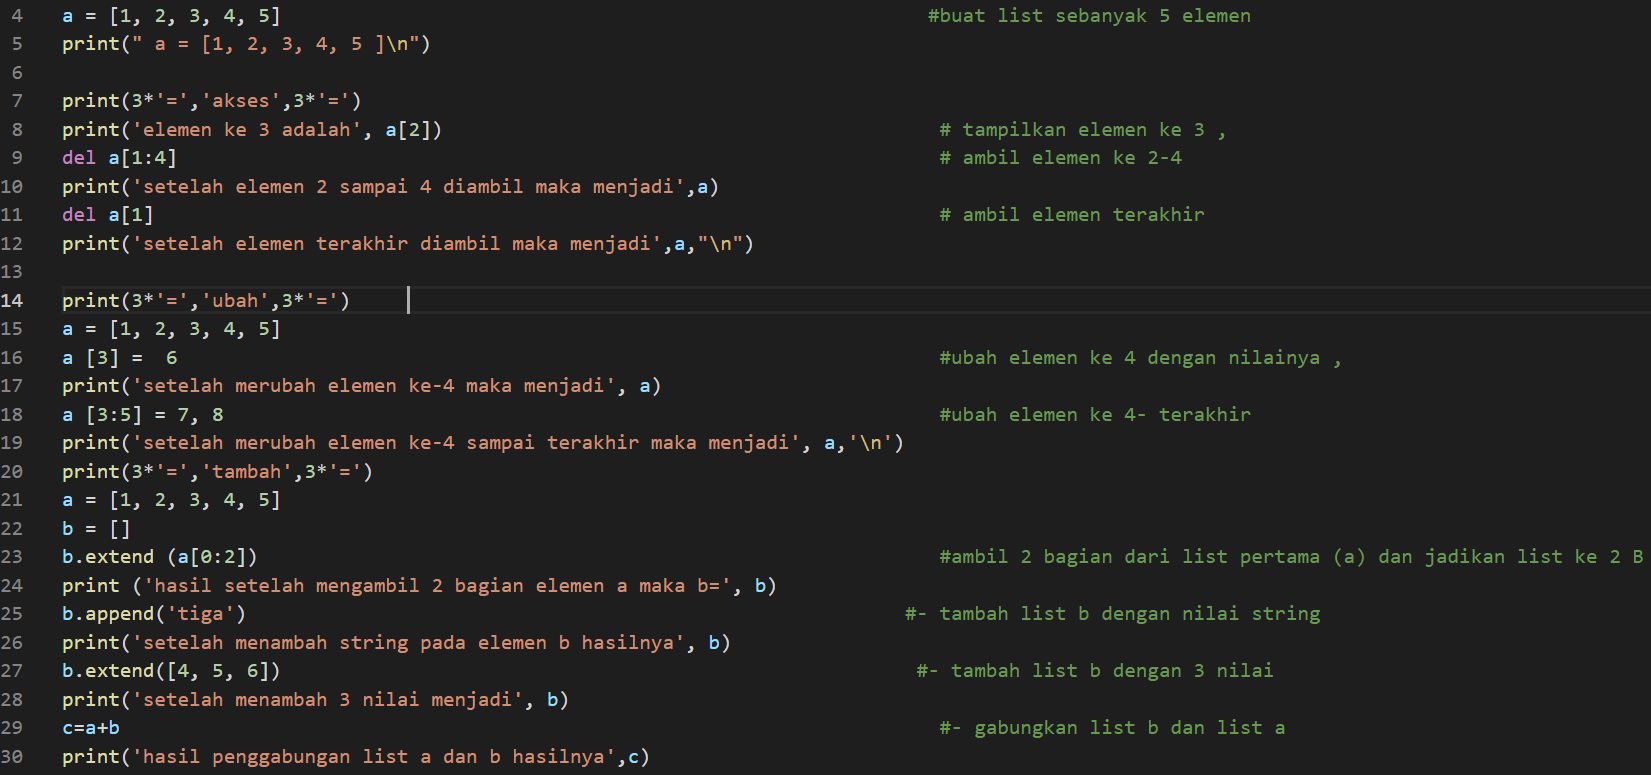 4 a = [1, 2, 3, 4, 5] #buat list sebanyak 5 elemen
5 print(" a = [1, 2, 3, 4, 5 ]\n")
6
7 print(3*'=','akses',3*'=')
8 print('elemen ke 3 adalah', a[2]) # tampilkan elemen ke 3 ,
9 del a[1:4] # ambil elemen ke 2-4
10 print('setelah elemen 2 sampai 4 diambil maka menjadi',a)
11 del a[1] # ambil elemen terakhir
12 print('setelah elemen terakhir diambil maka menjadi',a,"\n")
13
14 print(3*'=','ubah',3*'=')
15 a = [1, 2, 3, 4, 5]
16 a [3] =  6 #ubah elemen ke 4 dengan nilainya ,
17 print('setelah merubah elemen ke-4 maka menjadi', a)
18 a [3:5] = 7, 8 #ubah elemen ke 4- terakhir
19 print('setelah merubah elemen ke-4 sampai terakhir maka menjadi', a,'\n')
20 print(3*'=','tambah',3*'=')
21 a = [1, 2, 3, 4, 5]
22 b = []
23 b.extend (a[0:2]) #ambil 2 bagian dari list pertama (a) dan jadikan list ke 2 B
24 print ('hasil setelah mengambil 2 bagian elemen a maka b=', b)
25 b.append('tiga') #- tambah list b dengan nilai string
26 print('setelah menambah string pada elemen b hasilnya', b)
27 b.extend([4, 5, 6]) #- tambah list b dengan 3 nilai
28 print('setelah menambah 3 nilai menjadi', b)
29 c=a+b #- gabungkan list b dan list a
30 print('hasil penggabungan list a dan b hasilnya',c)